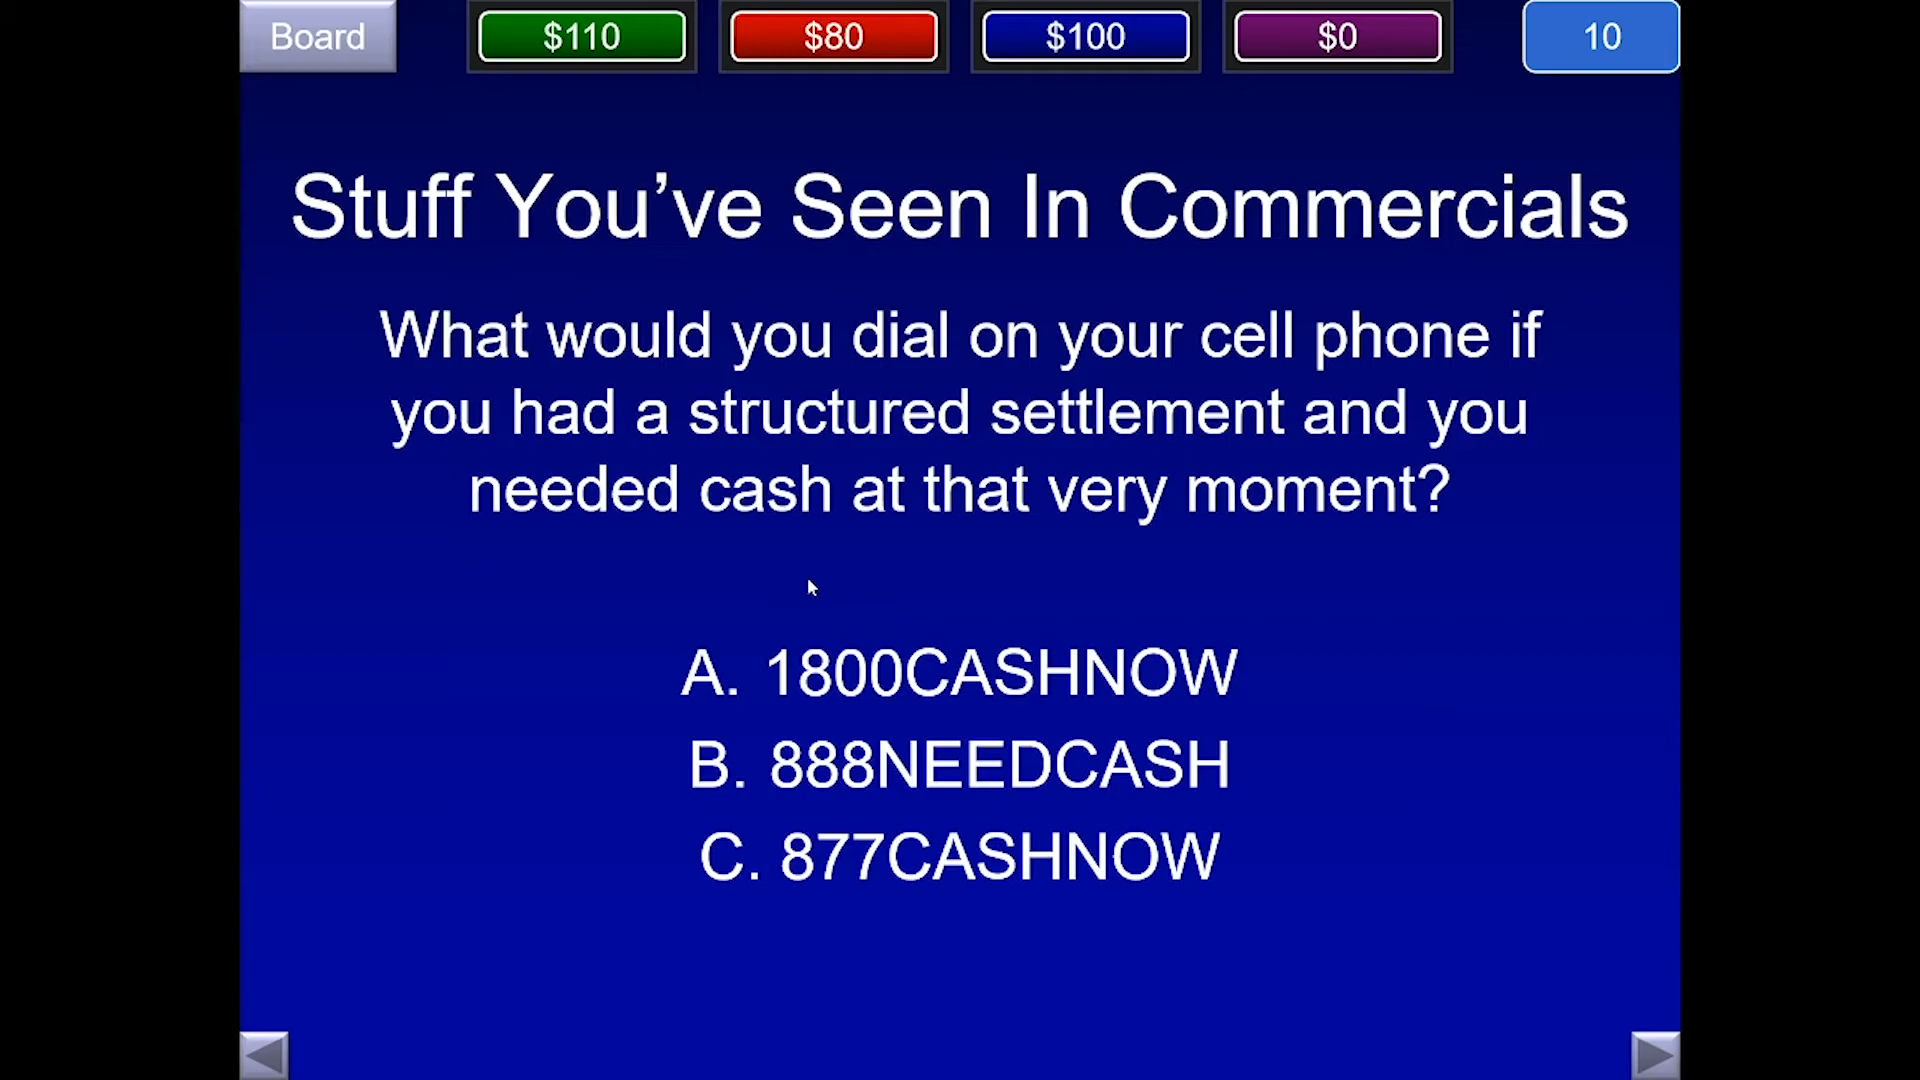 Board
$110
$80
$100
$0
10
Stuff You’ve Seen In Commercials
What would you dial on your cell phone if
you had a structured settlement and you
needed cash at that very moment?
A. 1800CASHNOW
B. 888NEEDCASH
C. 877CASHNOW